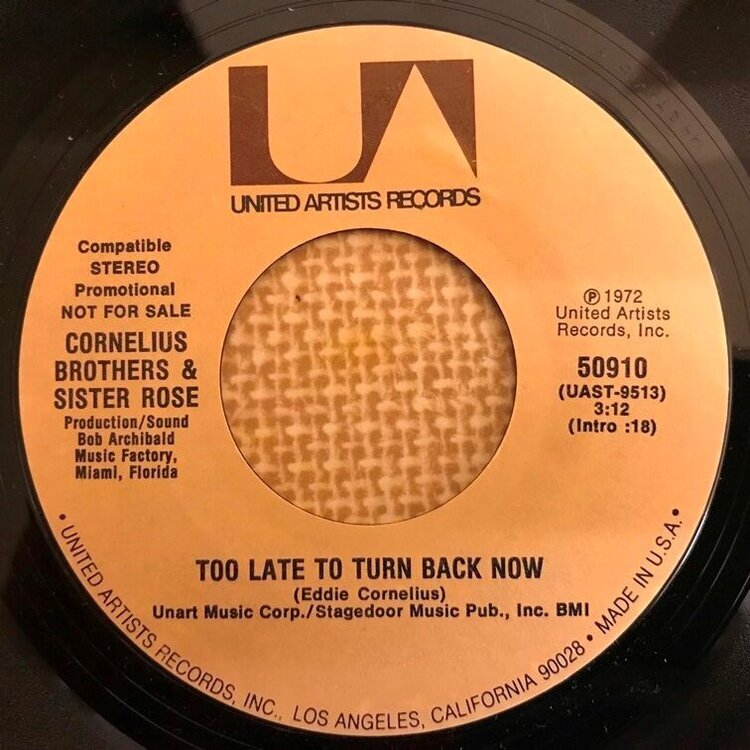 UA
UNITED ARTISTS RECORDS
Compatible
STEREO
Promotional
NOT FOR SALE
CORNELIUS
BROTHERS &
SISTER ROSE
Production/Sound
Bob Archibald
Music Factory,
Miami, Florida
℗ 1972
United Artists
Records, Inc.
50910
(UAST-9513)
3:12
(Intro :18)
TOO LATE TO TURN BACK NOW
(Eddie Cornelius)
Unart Music Corp./Stagedoor Music Pub., Inc. BMI
• UNITED ARTISTS RECORDS, INC., LOS ANGELES, CALIFORNIA 90028 • MADE IN U.S.A. •